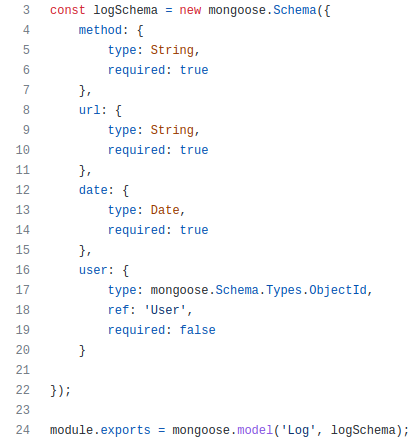 3 const logSchema = new mongoose.Schema({
4     method: {
5         type: String,
6         required: true
7     },
8     url: {
9         type: String,
10         required: true
11     },
12     date: {
13         type: Date,
14         required: true
15     },
16     user: {
17         type: mongoose.Schema.Types.ObjectId,
18         ref: 'User',
19         required: false
20     }
21
22 });
23
24 module.exports = mongoose.model('Log', logSchema);